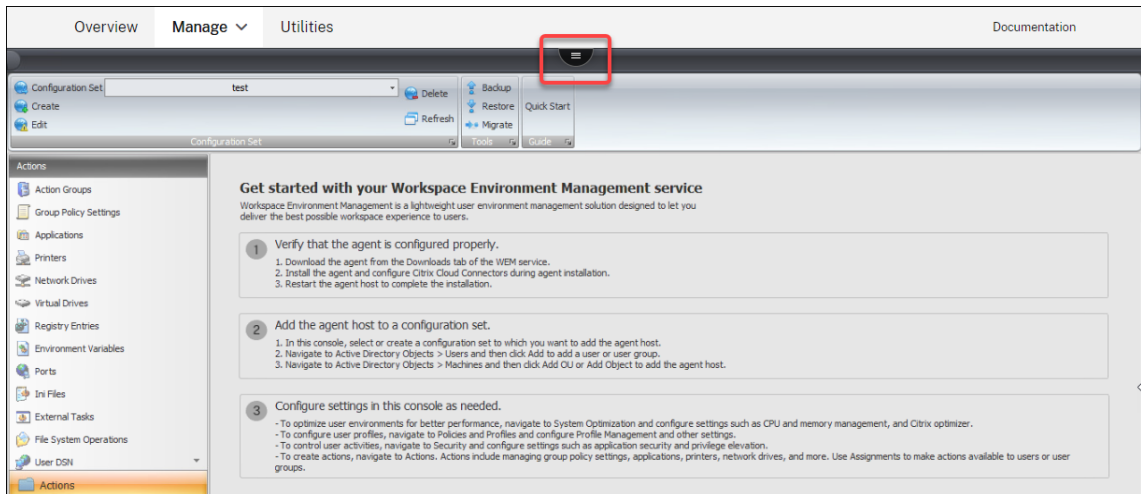 Overview Manage Utilities Documentation
Configuration Set test Delete Backup
Create Restore Quick Start
Edit Refresh Migrate
Configuration Set Tools Guide
Actions
Action Groups
Group Policy Settings
Applications
Printers
Network Drives
Virtual Drives
Registry Entries
Environment Variables
Ports
Ini Files
External Tasks
File System Operations
User DSN
Actions
Get started with your Workspace Environment Management service
Workspace Environment Management is a lightweight user environment management solution designed to let you
deliver the best possible workspace experience to users.
1 Verify that the agent is configured properly.
1. Download the agent from the Downloads tab of the WEM service.
2. Install the agent and configure Citrix Cloud Connectors during agent installation.
3. Restart the agent host to complete the installation.
2 Add the agent host to a configuration set.
1. In this console, select or create a configuration set to which you want to add the agent host.
2. Navigate to Active Directory Objects > Users and then click Add to add a user or user group.
3. Navigate to Active Directory Objects > Machines and then click Add OU or Add Object to add the agent host.
3 Configure settings in this console as needed.
- To optimize user environments for better performance, navigate to System Optimization and configure settings such as CPU and memory management, and Citrix optimizer.
- To configure user profiles, navigate to Policies and Profiles and configure Profile Management and other settings.
- To control user activities, navigate to Security and configure settings such as application security and privilege elevation.
- To create actions, navigate to Actions. Actions include managing group policy settings, applications, printers, network drives, and more. Use Assignments to make actions available to users or user
groups.